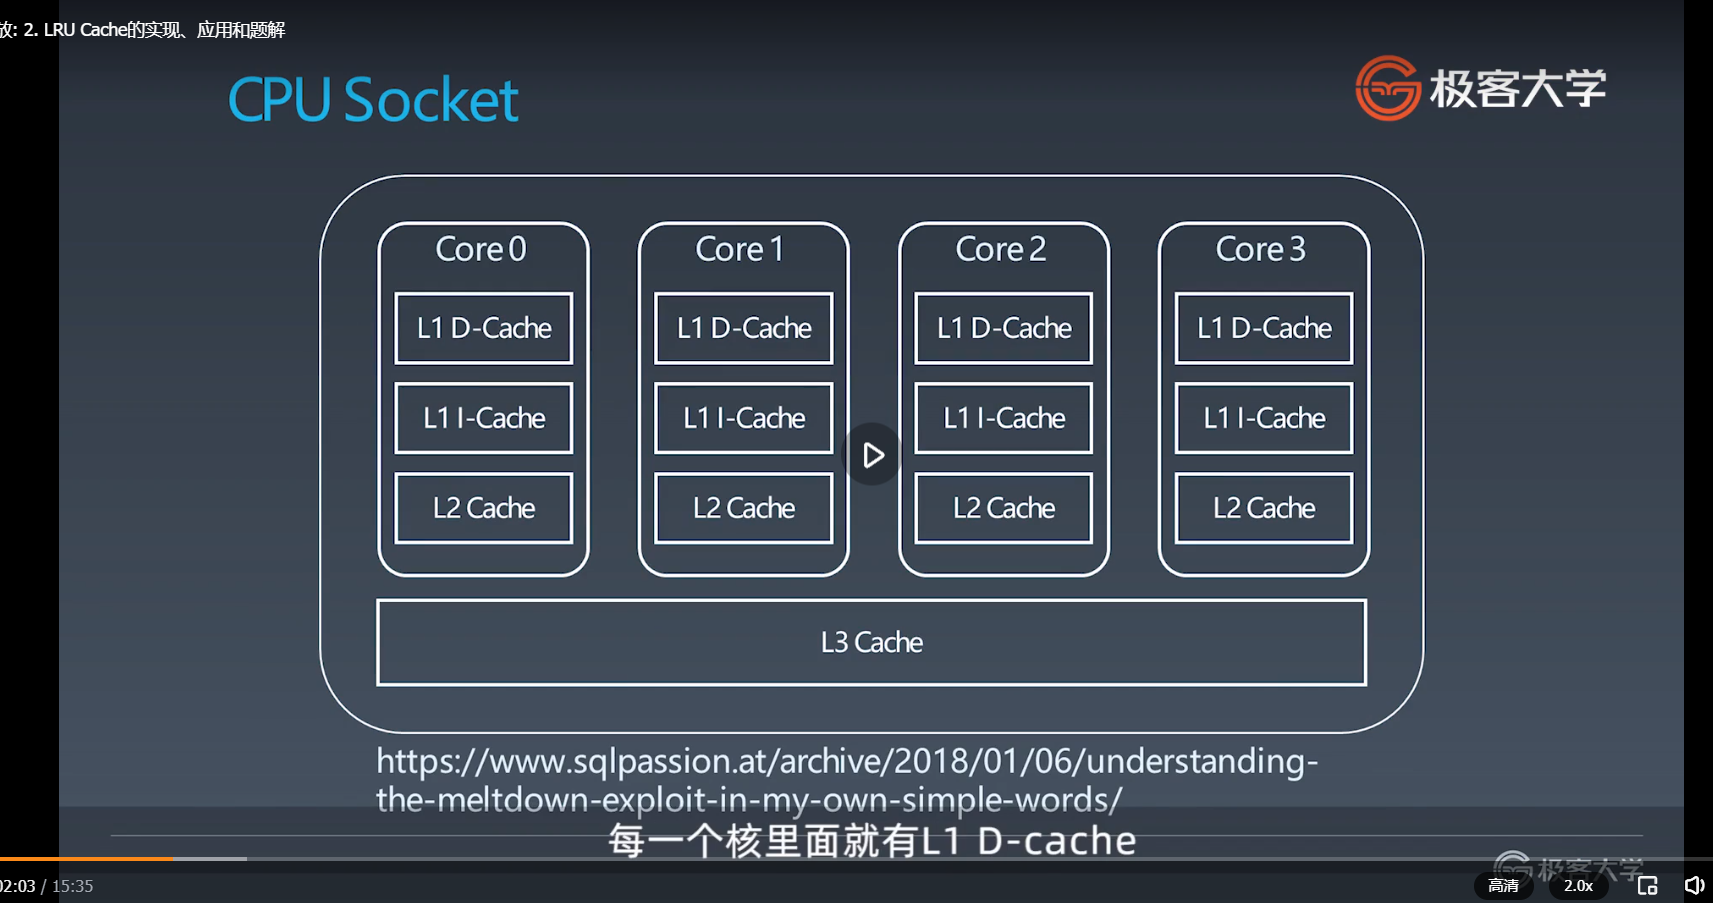 放: 2. LRU Cache的实现、应用和题解
CPU Socket
极客大学
Core 0
Core 1
Core 2
Core 3
L1 D-Cache
L1 D-Cache
L1 D-Cache
L1 D-Cache
L1 I-Cache
L1 I-Cache
L1 I-Cache
L1 I-Cache
L2 Cache
L2 Cache
L2 Cache
L2 Cache
L3 Cache
https://www.sqlpassion.at/archive/2018/01/06/understanding-
the-meltdown-exploit-in-my-own-simple-words/
每一个核里面就有L1 D-cache
极客大学
02:03 / 15:35
高清
2.0x